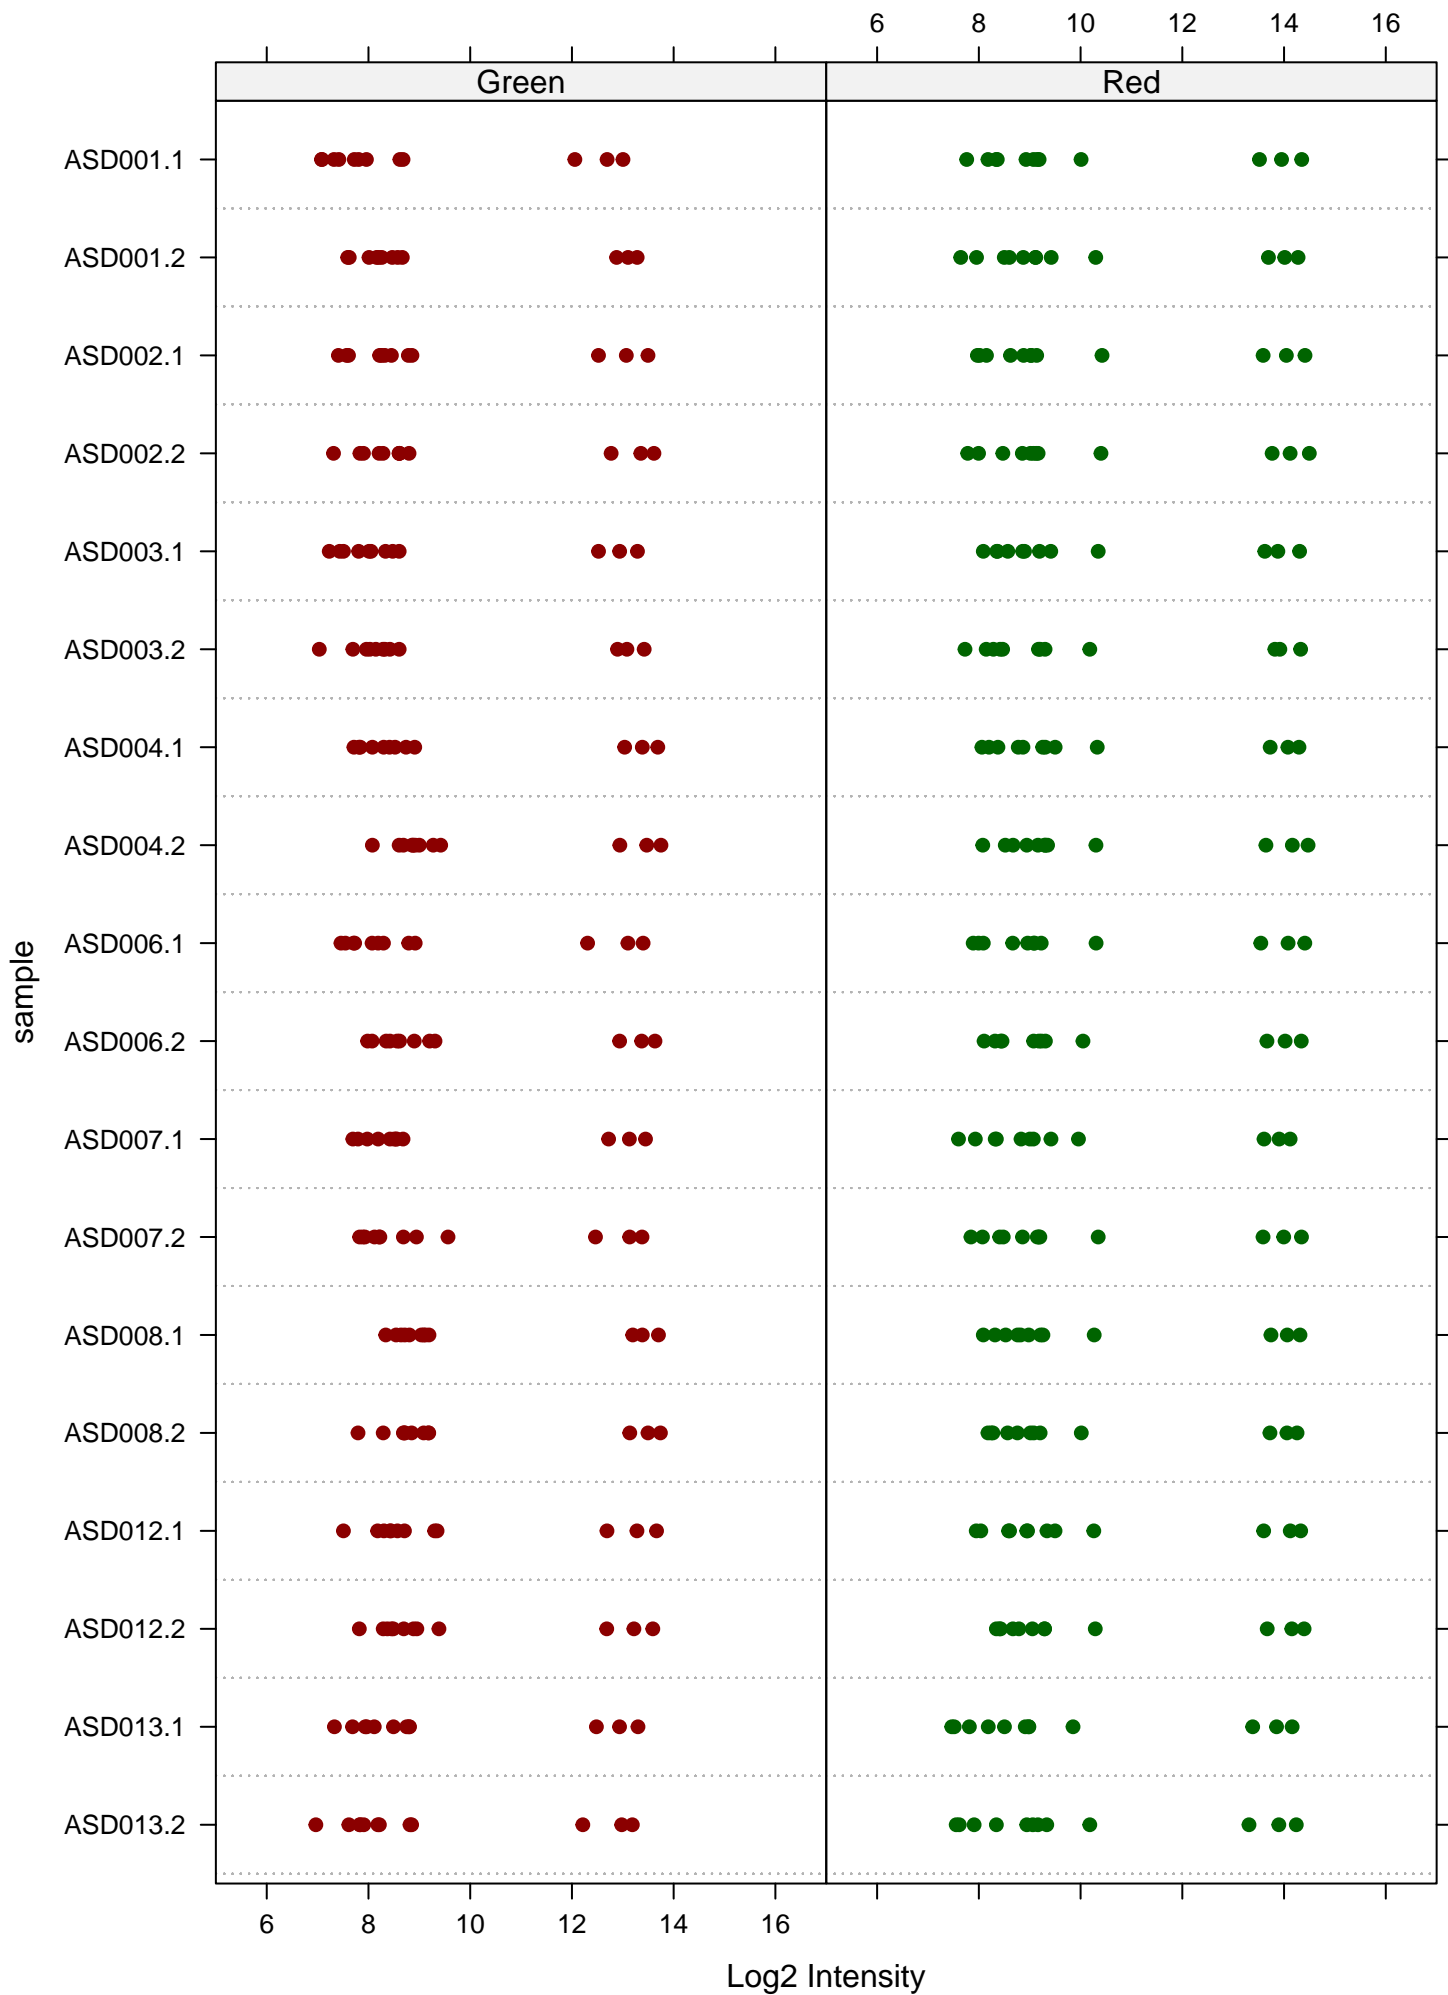 6 8 10 12 14 16
Green Red
ASD001.1
ASD001.2
ASD002.1
ASD002.2
ASD003.1
ASD003.2
ASD004.1
ASD004.2
ASD006.1
sample
ASD006.2
ASD007.1
ASD007.2
ASD008.1
ASD008.2
ASD012.1
ASD012.2
ASD013.1
ASD013.2
6 8 10 12 14 16
Log2 Intensity